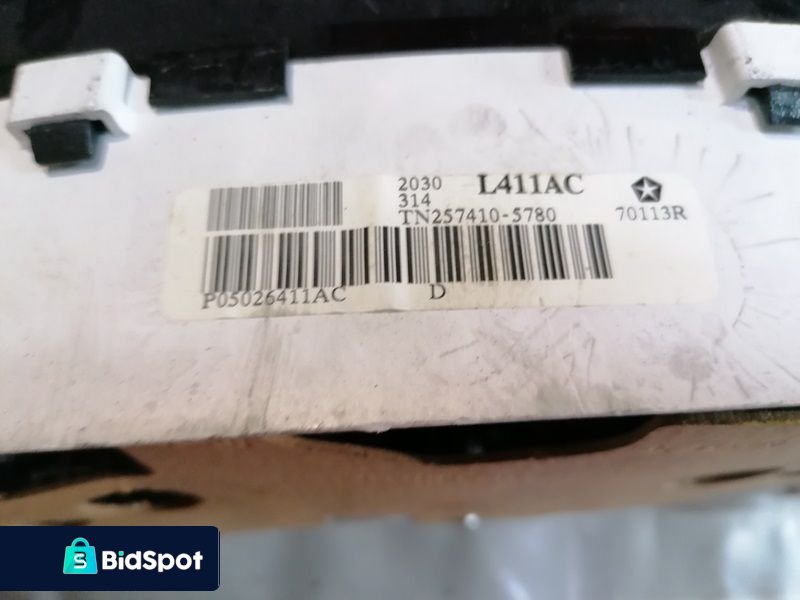 2030 L411AC
314
TN257410-5780 70113R
P05026411AC D
BidSpot